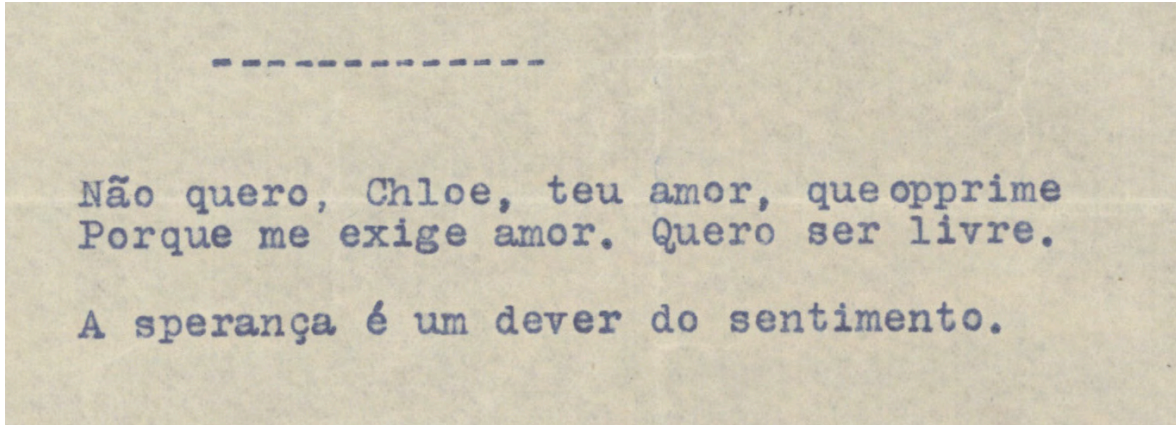 -------------
Não quero, Chloe, teu amor, que opprime
Porque me exige amor. Quero ser livre.
A sperança é um dever do sentimento.